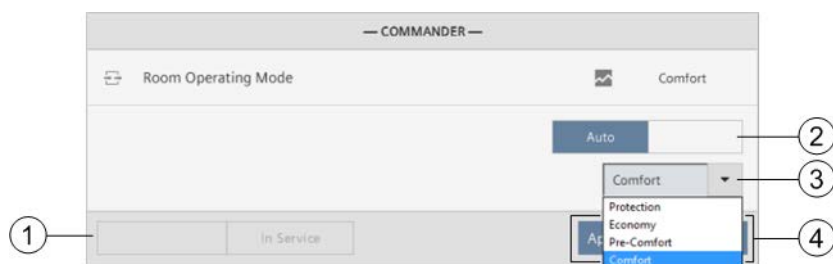 — COMMANDER —
Room Operating Mode Comfort
Auto
2
Comfort
3
Protection
Economy
Pre-Comfort
Comfort
1
In Service
4